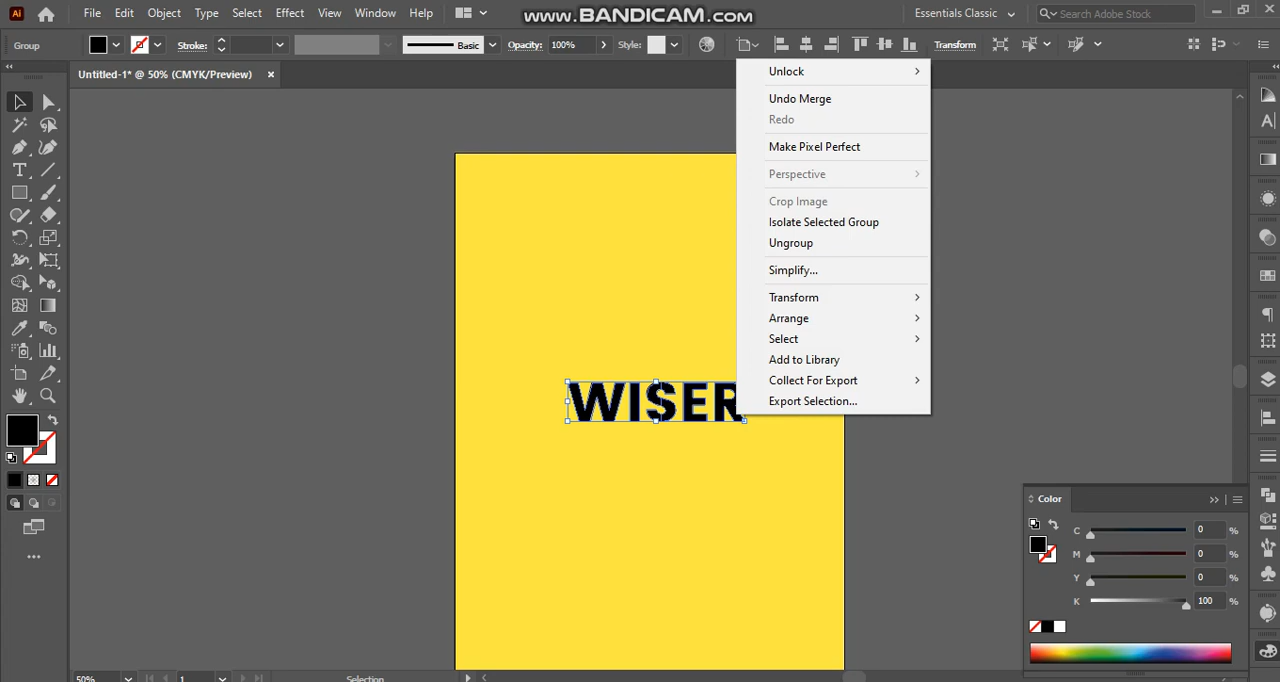 Ai File Edit Object Type Select Effect View Window Help www.BANDICAM.com Essentials Classic Search Adobe Stock
Group Stroke: Basic Opacity: 100% Style: Transform
Untitled-1* @ 50% (CMYK/Preview)
Unlock
Undo Merge
Redo
Make Pixel Perfect
Perspective
Crop Image
Isolate Selected Group
Ungroup
Simplify...
Transform
Arrange
Select
Add to Library
Collect For Export
Export Selection...
WISER
Color
C 0 %
M 0 %
Y 0 %
K 100 %
50% 1 Selection